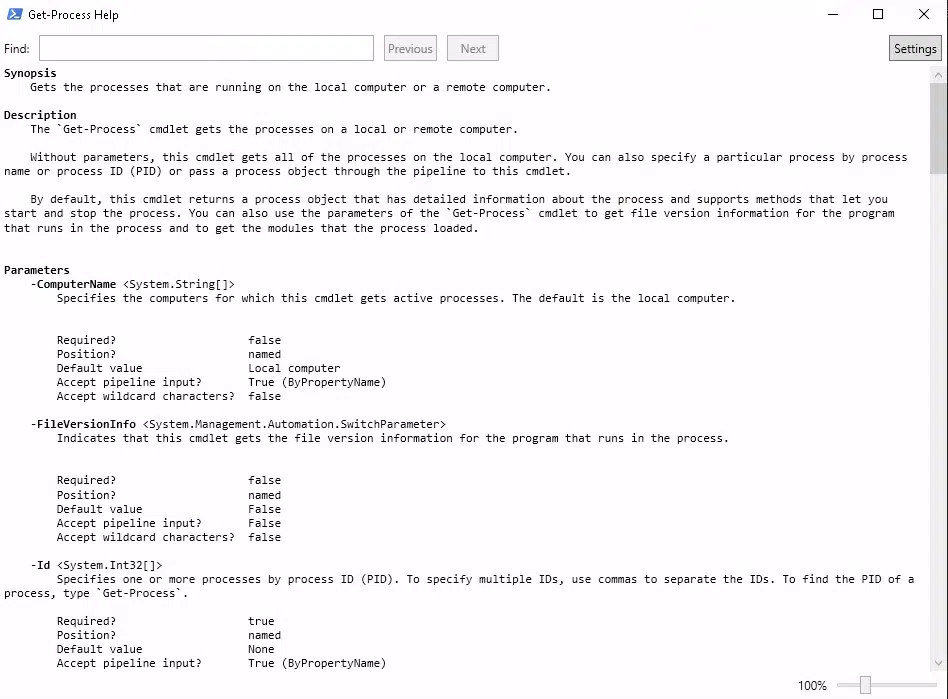 Get-Process Help
Find:
Previous
Next
Settings
Synopsis
Gets the processes that are running on the local computer or a remote computer.
Description
The `Get-Process` cmdlet gets the processes on a local or remote computer.
Without parameters, this cmdlet gets all of the processes on the local computer. You can also specify a particular process by process
name or process ID (PID) or pass a process object through the pipeline to this cmdlet.
By default, this cmdlet returns a process object that has detailed information about the process and supports methods that let you
start and stop the process. You can also use the parameters of the `Get-Process` cmdlet to get file version information for the program
that runs in the process and to get the modules that the process loaded.
Parameters
-ComputerName <System.String[]>
Specifies the computers for which this cmdlet gets active processes. The default is the local computer.
Required? false
Position? named
Default value Local computer
Accept pipeline input? True (ByPropertyName)
Accept wildcard characters? false
-FileVersionInfo <System.Management.Automation.SwitchParameter>
Indicates that this cmdlet gets the file version information for the program that runs in the process.
Required? false
Position? named
Default value False
Accept pipeline input? False
Accept wildcard characters? false
-Id <System.Int32[]>
Specifies one or more processes by process ID (PID). To specify multiple IDs, use commas to separate the IDs. To find the PID of a
process, type `Get-Process`.
Required? true
Position? named
Default value None
Accept pipeline input? True (ByPropertyName)
100%